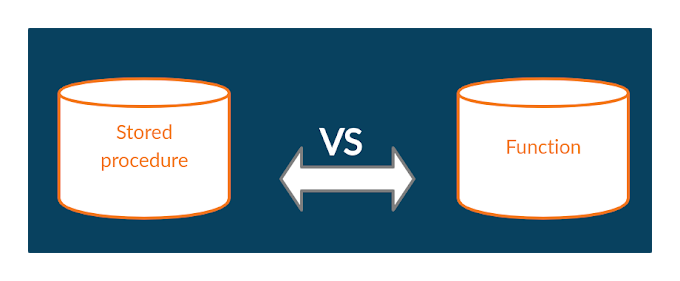 Stored
procedure
VS
Function